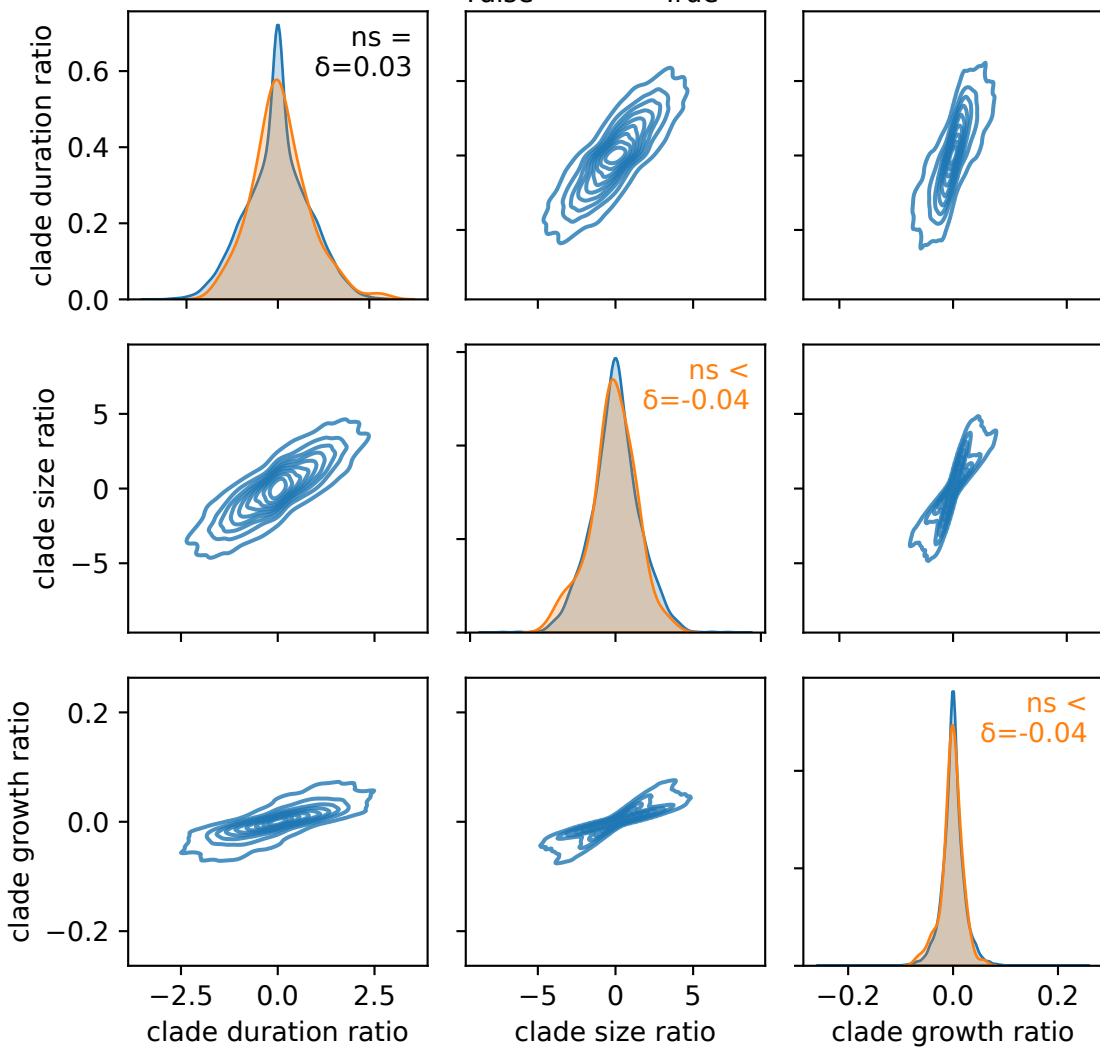 clade duration ratio
0.6
0.4
0.2
0.0
ns =
δ=0.03
clade size ratio
5
0
−5
ns <
δ=-0.04
clade growth ratio
0.2
0.0
−0.2
ns <
δ=-0.04
−2.5 0.0 2.5
clade duration ratio
−5 0 5
clade size ratio
−0.2 0.0 0.2
clade growth ratio